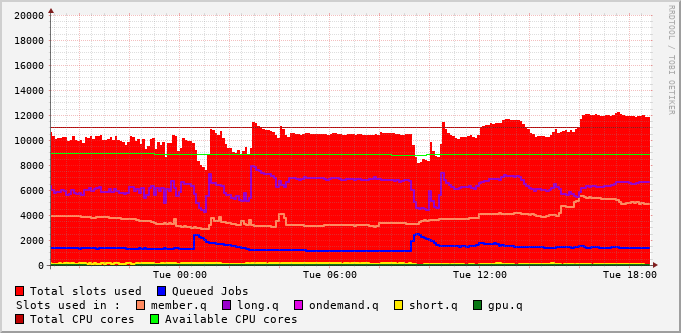 20000
18000
16000
14000
12000
10000
8000
6000
4000
2000
0
Tue 00:00 Tue 06:00 Tue 12:00 Tue 18:00
RRDTOOL / TOBI OETIKER
Total slots used Queued Jobs
Slots used in : member.q long.q ondemand.q short.q gpu.q
Total CPU cores Available CPU cores